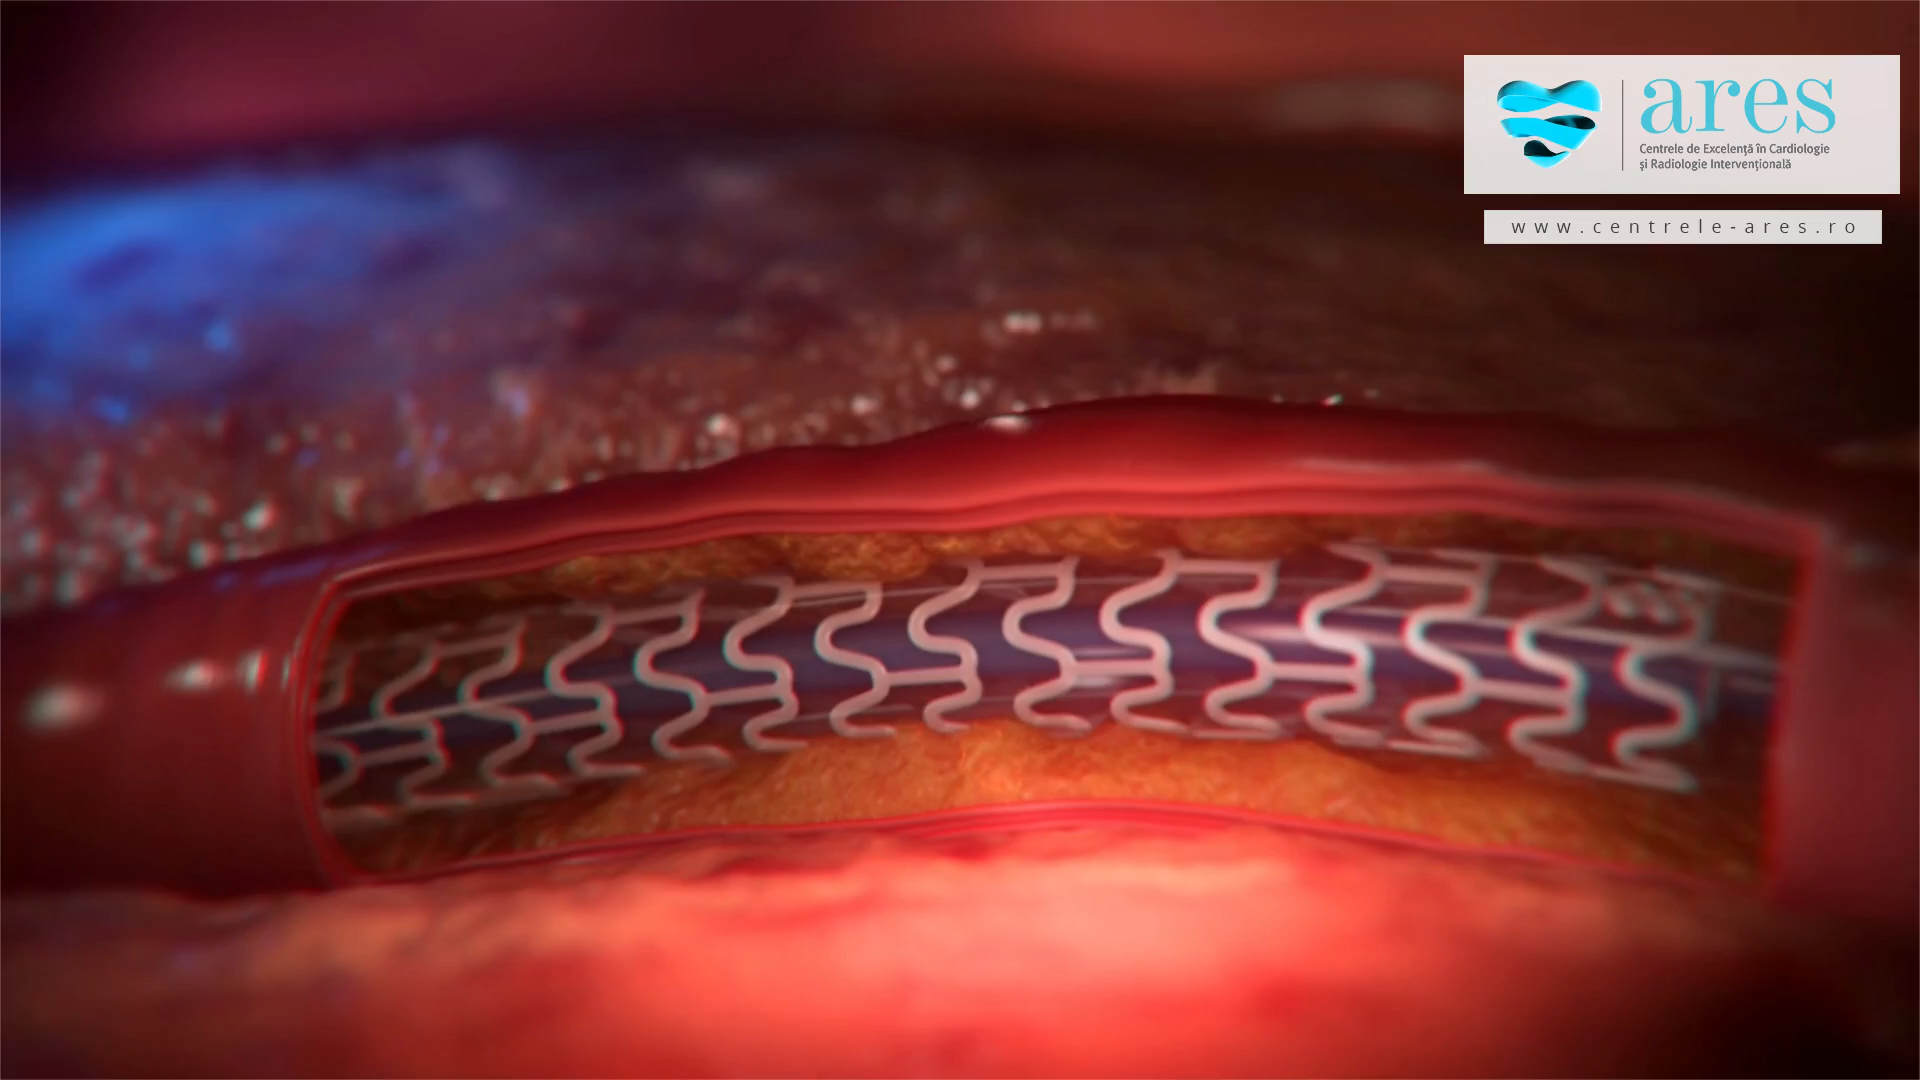 ares
Centrele de Excelență în Cardiologie
și Radiologie Intervențională
www.centrele-ares.ro